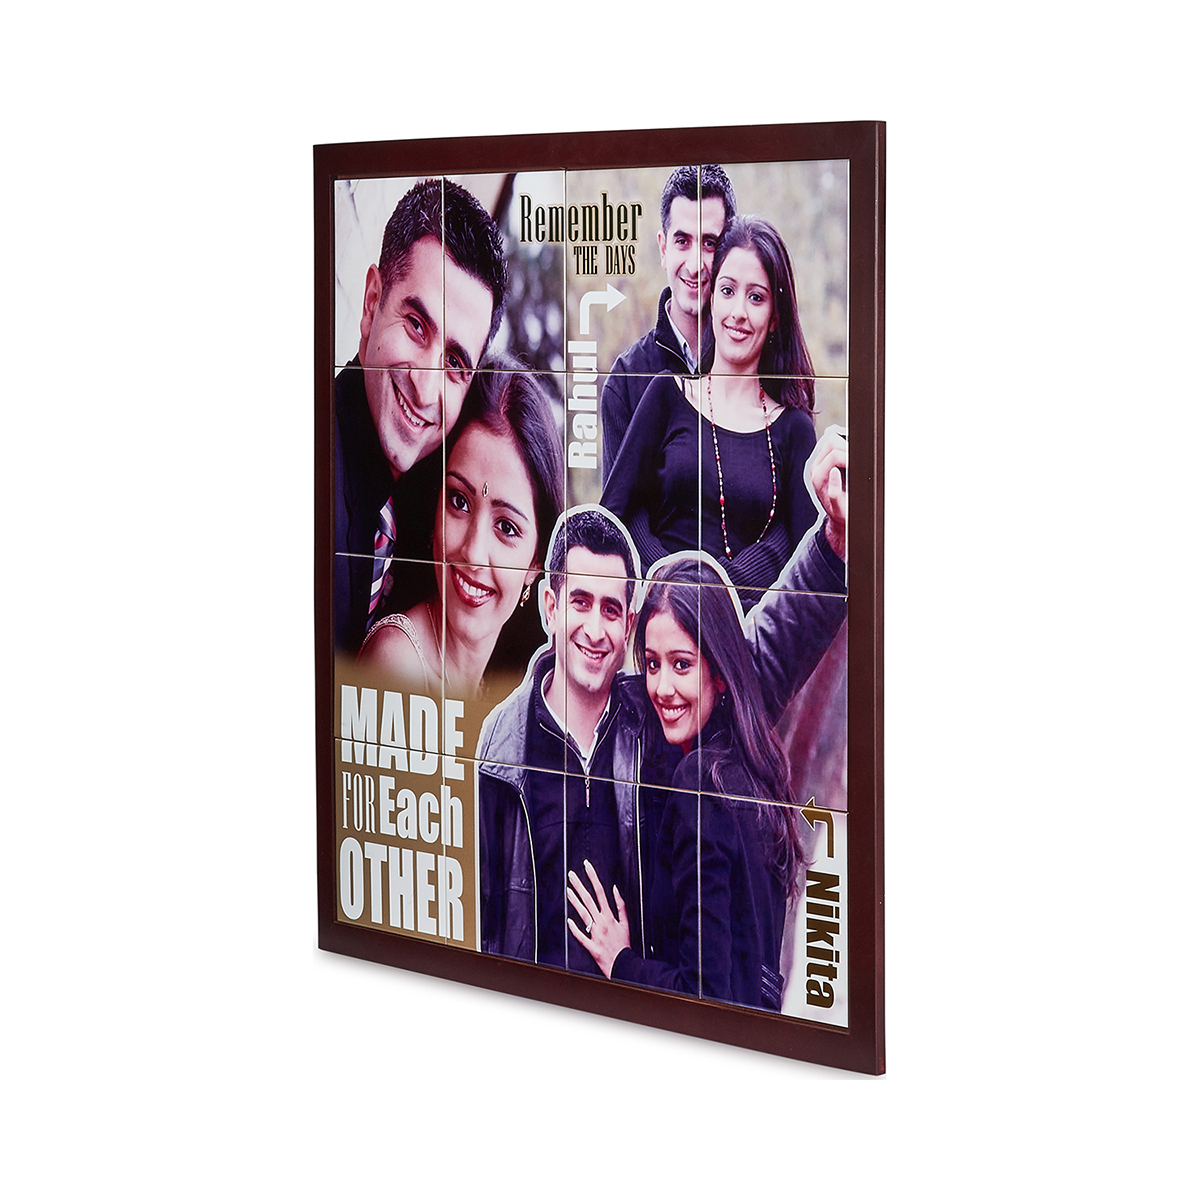 Remember
THE DAYS
Rahul
MADE
FOR Each
OTHER
Nikita